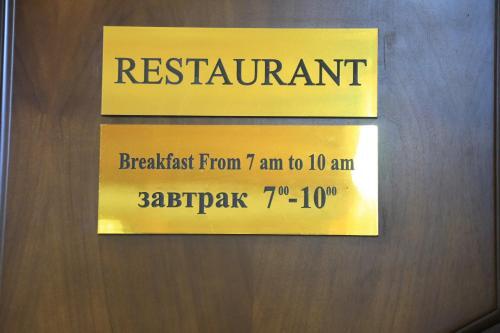 RESTAURANT
Breakfast From 7 am to 10 am
завтрак 7⁰⁰-10⁰⁰